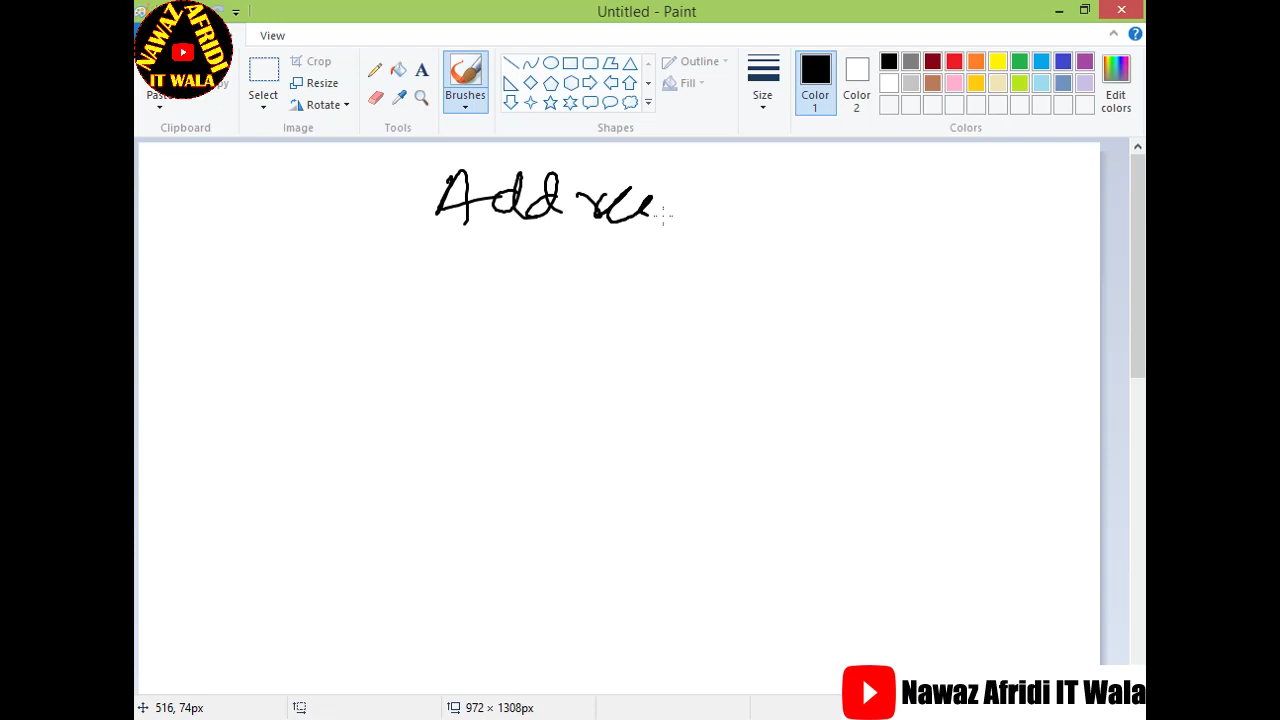 Untitled - Paint
NAWAZ AFRIDI IT WALA
View
Crop
Resize
Rotate
Select
Brushes
Outline
Fill
Size
Color 1
Color 2
Edit colors
Clipboard
Image
Tools
Shapes
Colors
516, 74px
972 × 1308px
Nawaz Afridi IT Wala